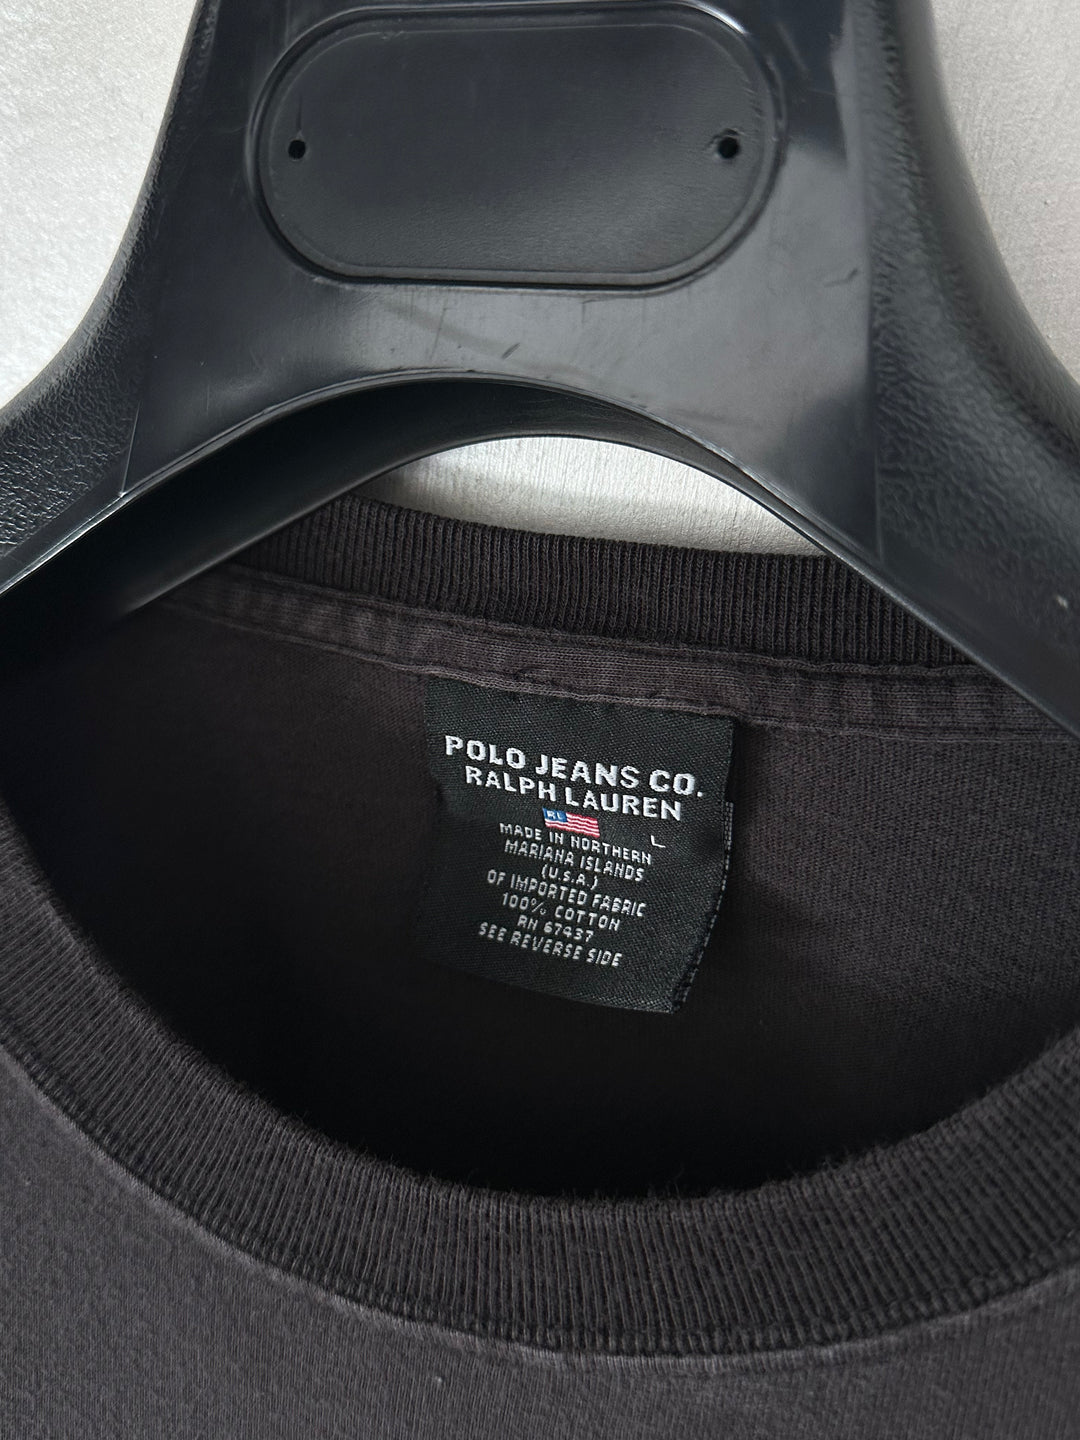 POLO JEANS CO.
RALPH LAUREN
RL
L
MADE IN NORTHERN
MARIANA ISLANDS
(U.S.A.)
OF IMPORTED FABRIC
100% COTTON
RN 67437
SEE REVERSE SIDE